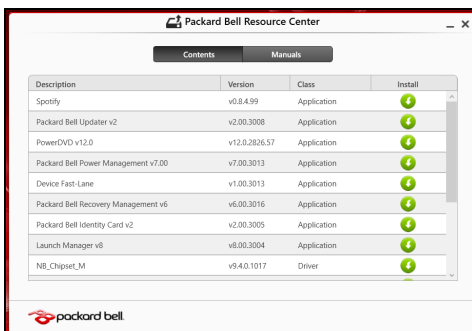 Packard Bell Resource Center
Contents Manuals
Description Version Class Install
Spotify v0.8.4.99 Application
Packard Bell Updater v2 v2.00.3008 Application
PowerDVD v12.0 v12.0.2826.57 Application
Packard Bell Power Management v7.00 v7.00.3013 Application
Device Fast-Lane v1.00.3013 Application
Packard Bell Recovery Management v6 v6.00.3016 Application
Packard Bell Identity Card v2 v2.00.3005 Application
Launch Manager v8 v8.00.3004 Application
NB_Chipset_M v9.4.0.1017 Driver
packard bell